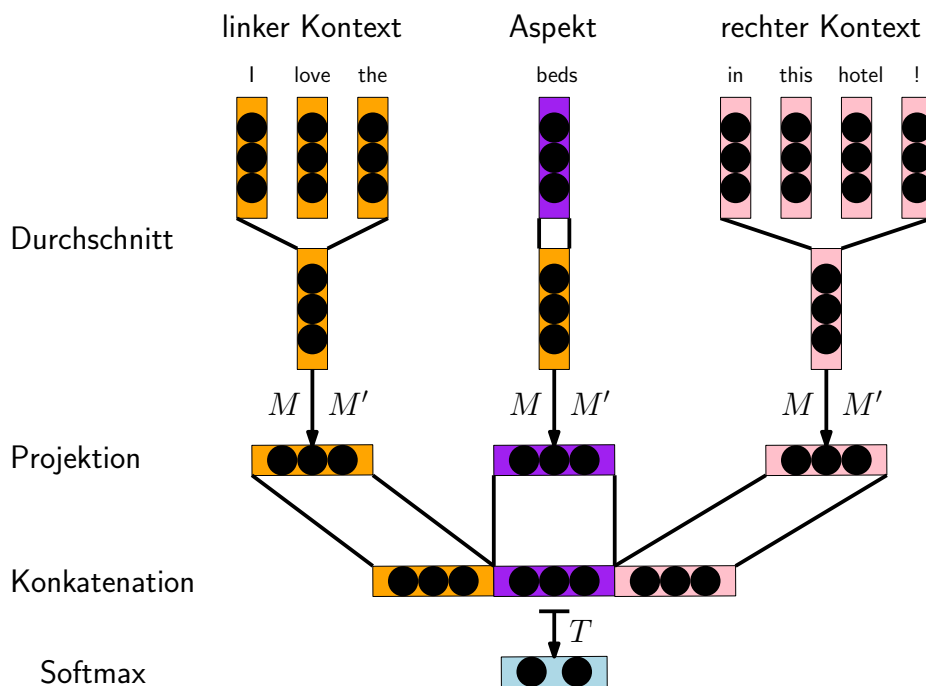 linker Kontext Aspekt rechter Kontext
I love the beds in this hotel !
Durchschnitt
M M′ M M′ M M′
Projektion
Konkatenation
T
Softmax